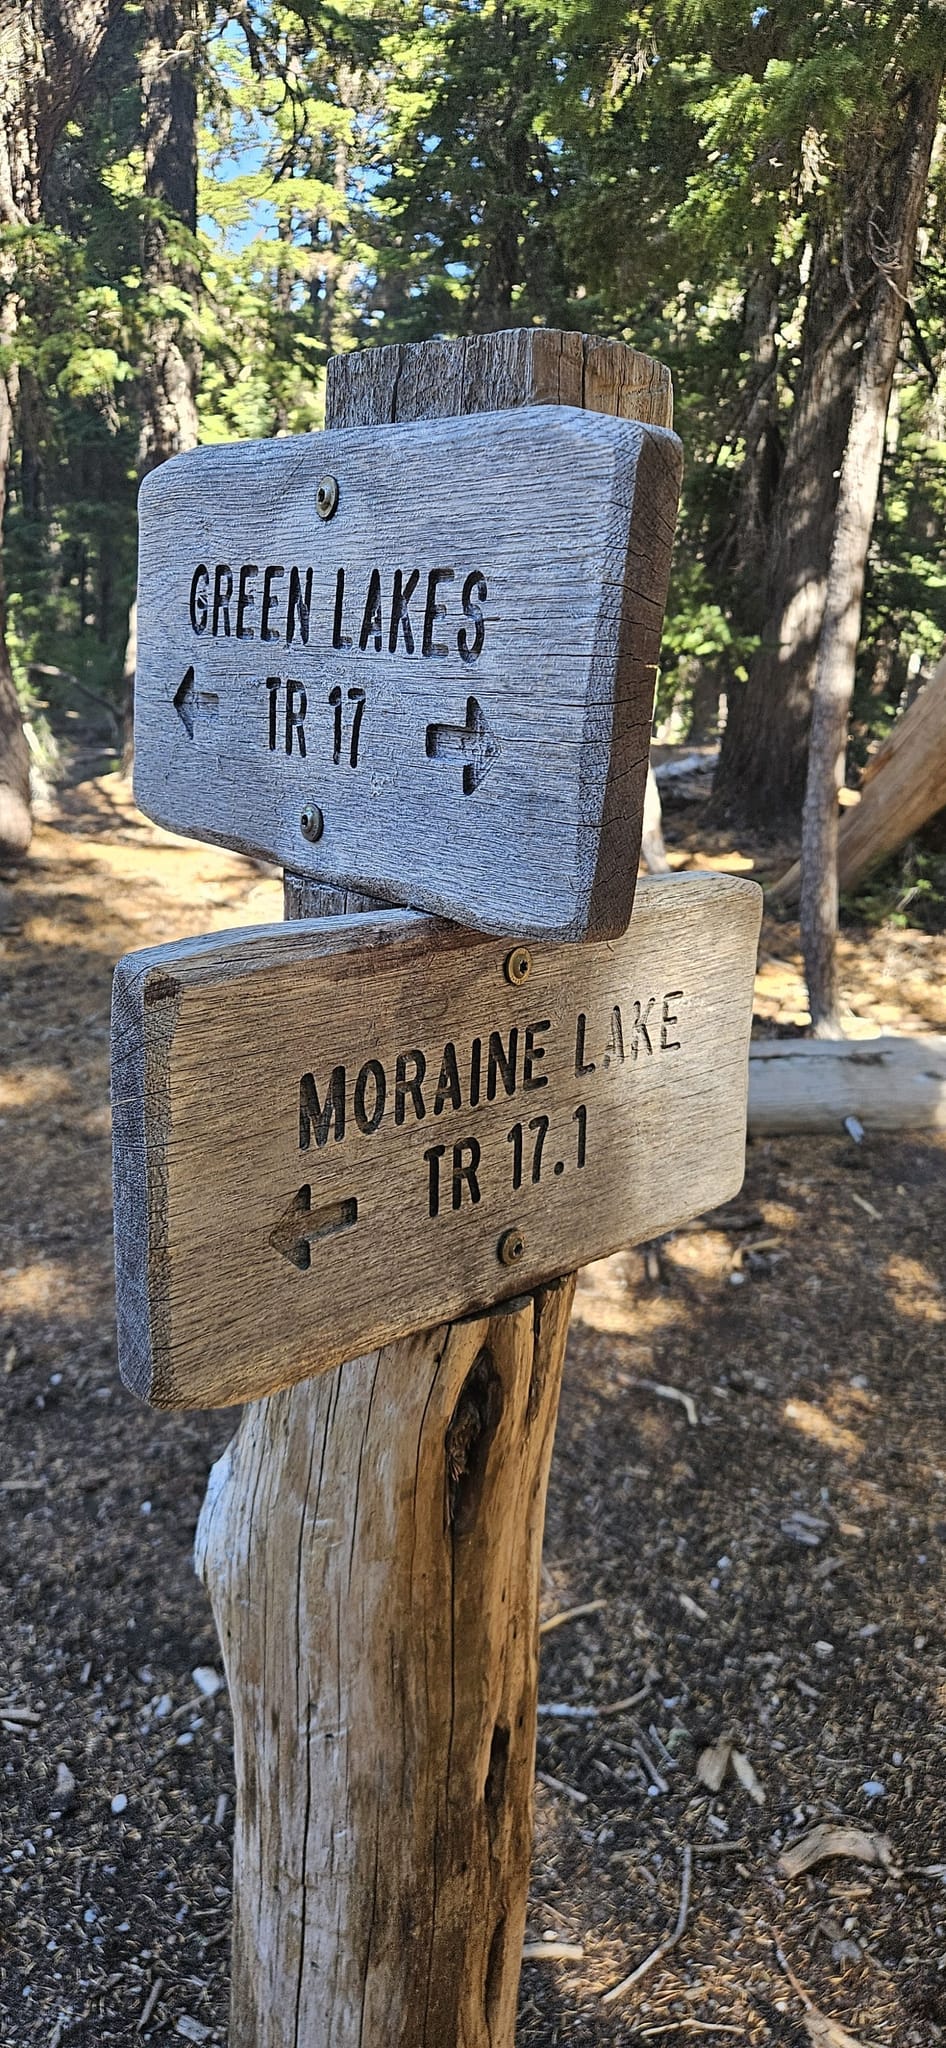 GREEN LAKES
← TR 17 →
MORAINE LAKE
TR 17.1
←